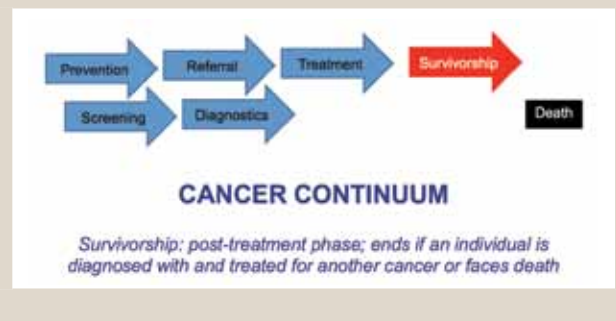 Prevention
Referral
Treatment
Survivorship
Screening
Diagnostics
Death
CANCER CONTINUUM
Survivorship: post-treatment phase; ends if an individual is
diagnosed with and treated for another cancer or faces death